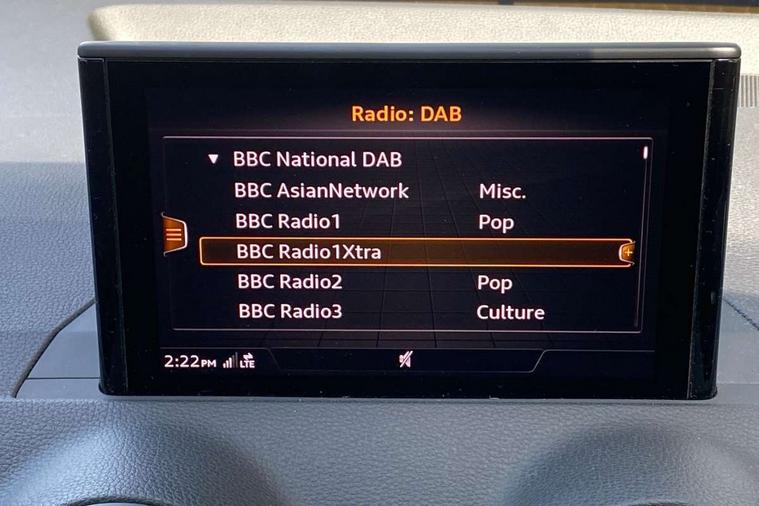 Radio: DAB
BBC National DAB
BBC AsianNetwork Misc.
BBC Radio1 Pop
BBC Radio1Xtra
BBC Radio2 Pop
BBC Radio3 Culture
2:22PM LTE